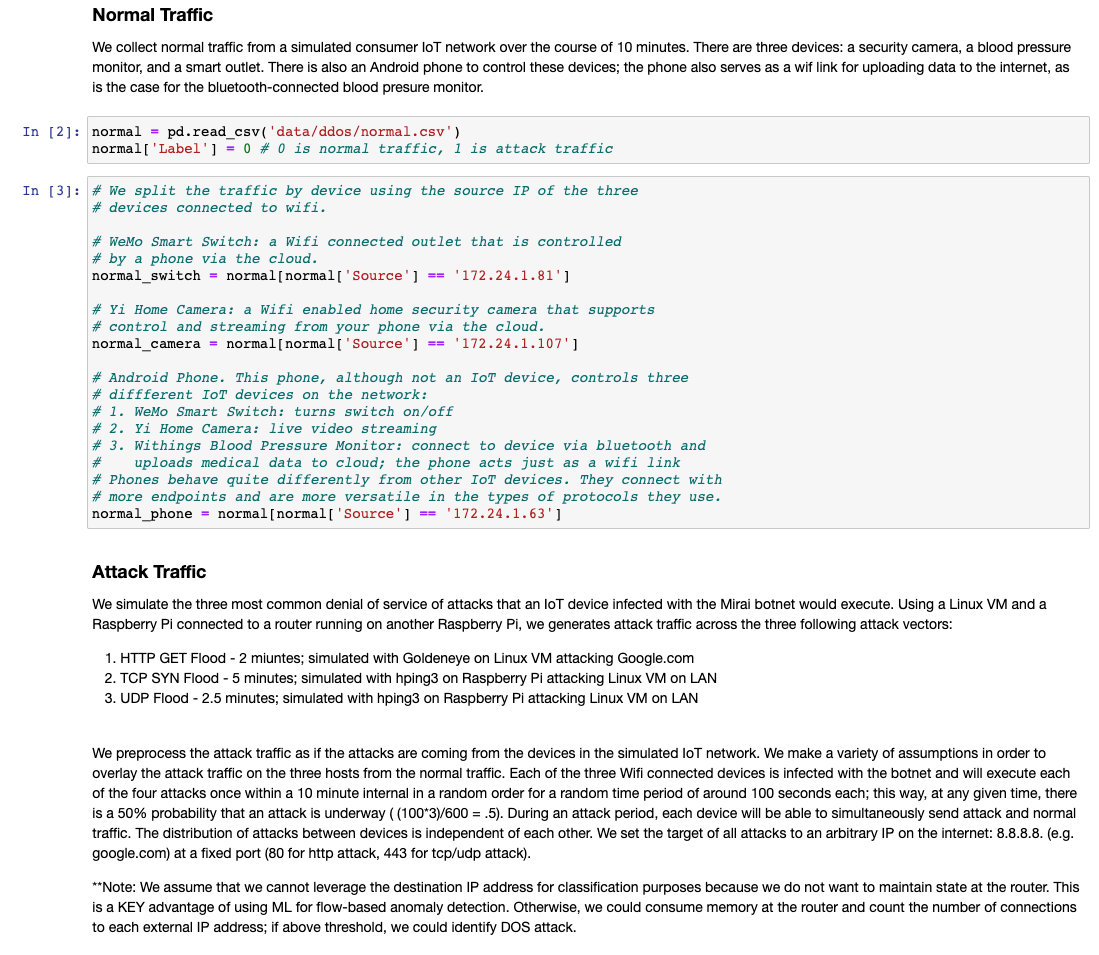 Normal Traffic
We collect normal traffic from a simulated consumer IoT network over the course of 10 minutes. There are three devices: a security camera, a blood pressure
monitor, and a smart outlet. There is also an Android phone to control these devices; the phone also serves as a wif link for uploading data to the internet, as
is the case for the bluetooth-connected blood presure monitor.
In [2]: normal = pd.read_csv('data/ddos/normal.csv')
normal['Label'] = 0 # 0 is normal traffic, 1 is attack traffic
In [3]: # We split the traffic by device using the source IP of the three
# devices connected to wifi.
# WeMo Smart Switch: a Wifi connected outlet that is controlled
# by a phone via the cloud.
normal_switch = normal[normal['Source'] == '172.24.1.81']
# Yi Home Camera: a Wifi enabled home security camera that supports
# control and streaming from your phone via the cloud.
normal_camera = normal[normal['Source'] == '172.24.1.107']
# Android Phone. This phone, although not an IoT device, controls three
# diffferent IoT devices on the network:
# 1. WeMo Smart Switch: turns switch on/off
# 2. Yi Home Camera: live video streaming
# 3. Withings Blood Pressure Monitor: connect to device via bluetooth and
#    uploads medical data to cloud; the phone acts just as a wifi link
# Phones behave quite differently from other IoT devices. They connect with
# more endpoints and are more versatile in the types of protocols they use.
normal_phone = normal[normal['Source'] == '172.24.1.63']
Attack Traffic
We simulate the three most common denial of service of attacks that an IoT device infected with the Mirai botnet would execute. Using a Linux VM and a
Raspberry Pi connected to a router running on another Raspberry Pi, we generates attack traffic across the three following attack vectors:
1. HTTP GET Flood - 2 miuntes; simulated with Goldeneye on Linux VM attacking Google.com
2. TCP SYN Flood - 5 minutes; simulated with hping3 on Raspberry Pi attacking Linux VM on LAN
3. UDP Flood - 2.5 minutes; simulated with hping3 on Raspberry Pi attacking Linux VM on LAN
We preprocess the attack traffic as if the attacks are coming from the devices in the simulated IoT network. We make a variety of assumptions in order to
overlay the attack traffic on the three hosts from the normal traffic. Each of the three Wifi connected devices is infected with the botnet and will execute each
of the four attacks once within a 10 minute internal in a random order for a random time period of around 100 seconds each; this way, at any given time, there
is a 50% probability that an attack is underway ( (100*3)/600 = .5). During an attack period, each device will be able to simultaneously send attack and normal
traffic. The distribution of attacks between devices is independent of each other. We set the target of all attacks to an arbitrary IP on the internet: 8.8.8.8. (e.g.
google.com) at a fixed port (80 for http attack, 443 for tcp/udp attack).
**Note: We assume that we cannot leverage the destination IP address for classification purposes because we do not want to maintain state at the router. This
is a KEY advantage of using ML for flow-based anomaly detection. Otherwise, we could consume memory at the router and count the number of connections
to each external IP address; if above threshold, we could identify DOS attack.